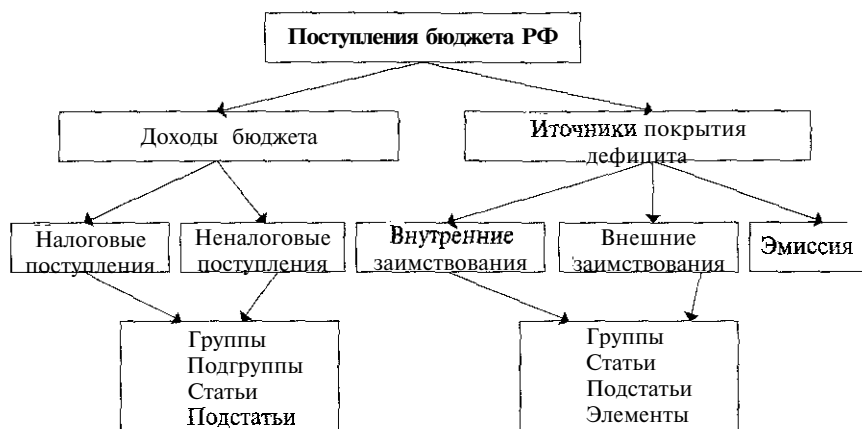 Поступления бюджета РФ
Доходы бюджета
Иточники покрытия
дефицита
Налоговые
поступления
Неналоговые
поступления
Внутренние
заимствования
Внешние
заимствования
Эмиссия
Группы
Подгруппы
Статьи
Подстатьи
Группы
Статьи
Подстатьи
Элементы